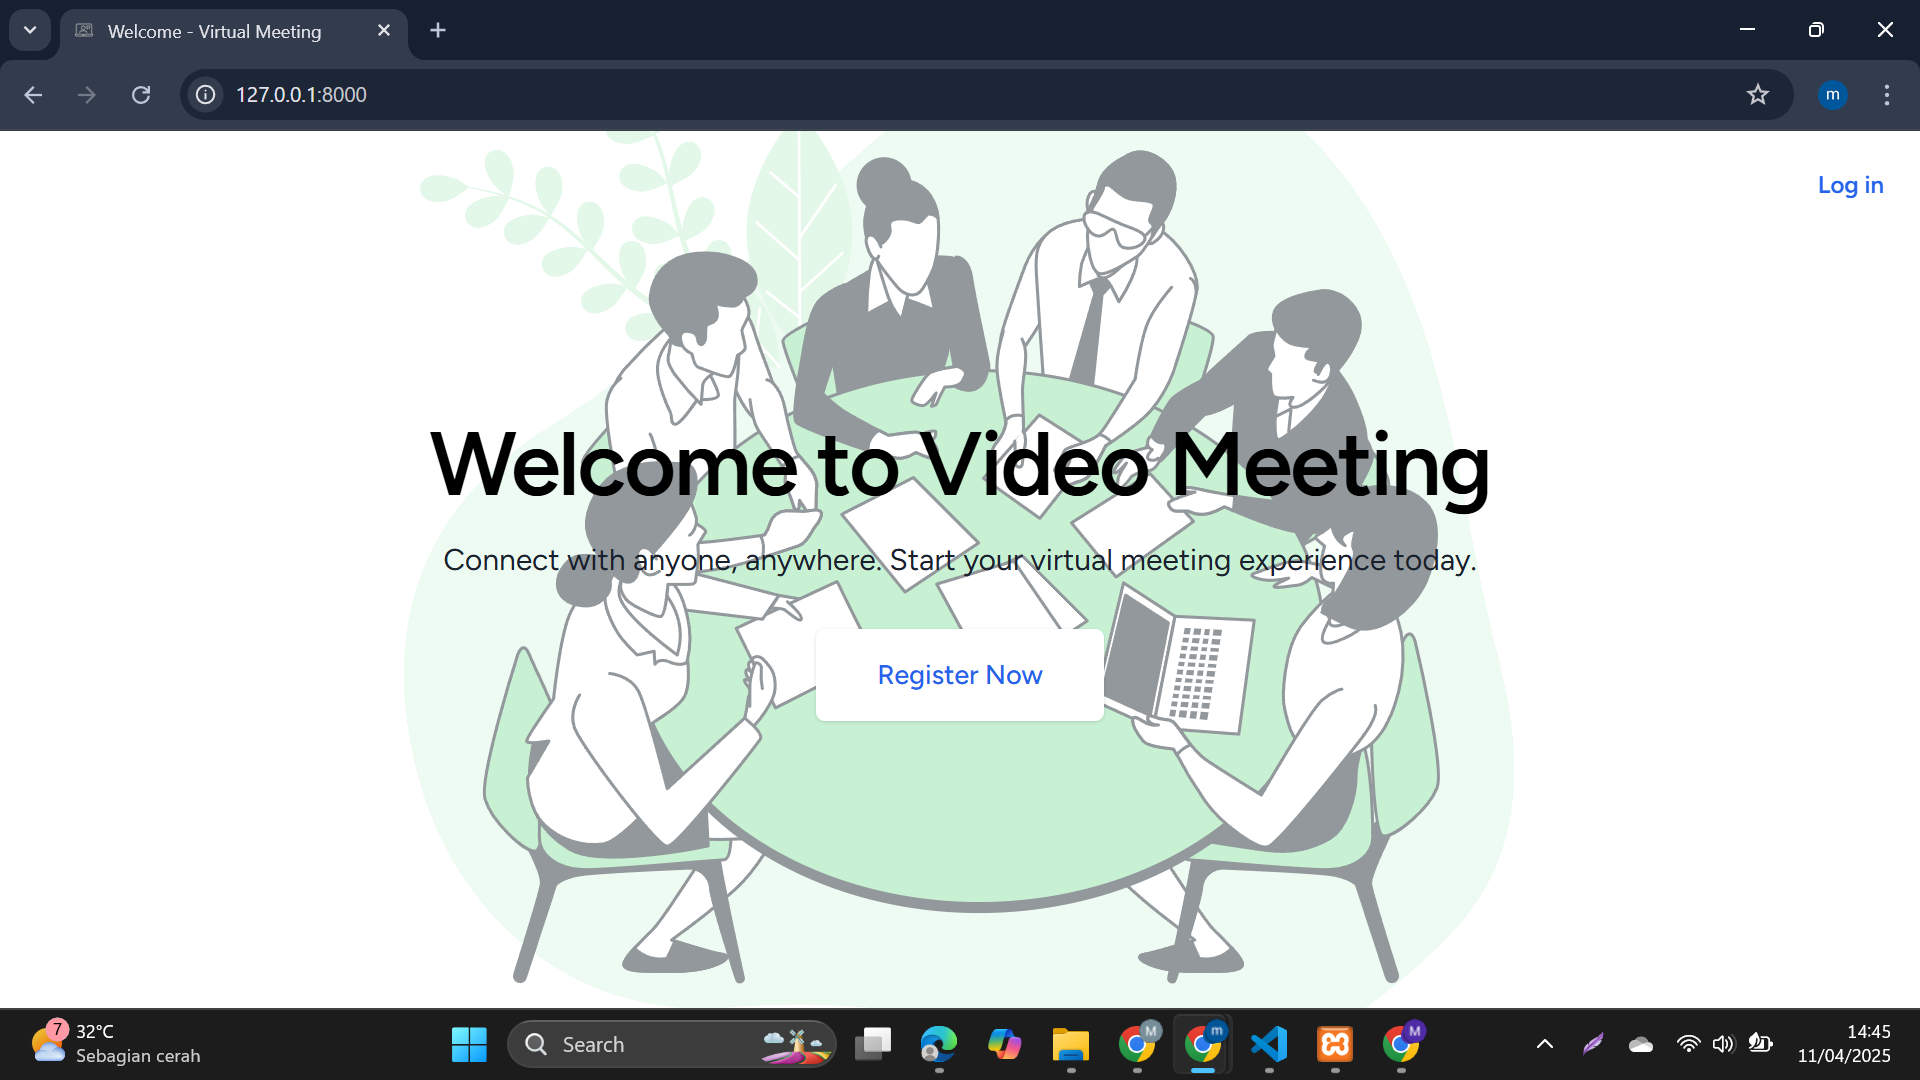 Welcome - Virtual Meeting
127.0.0.1:8000
m
Log in
Welcome to Video Meeting
Connect with anyone, anywhere. Start your virtual meeting experience today.
Register Now
7
32°C
Sebagian cerah
Search
M
m
M
14:45
11/04/2025